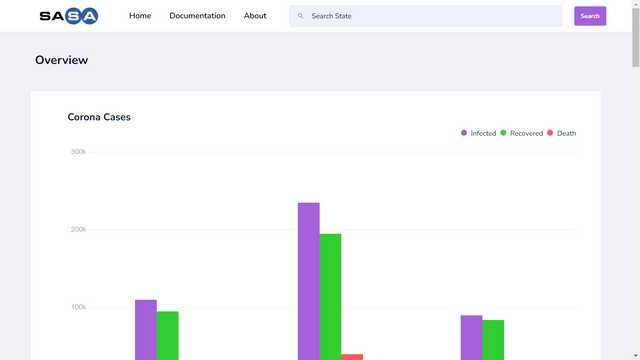 SASA Home Documentation About Search State Search
Overview
Corona Cases
Infected Recovered Death
300k
200k
100k